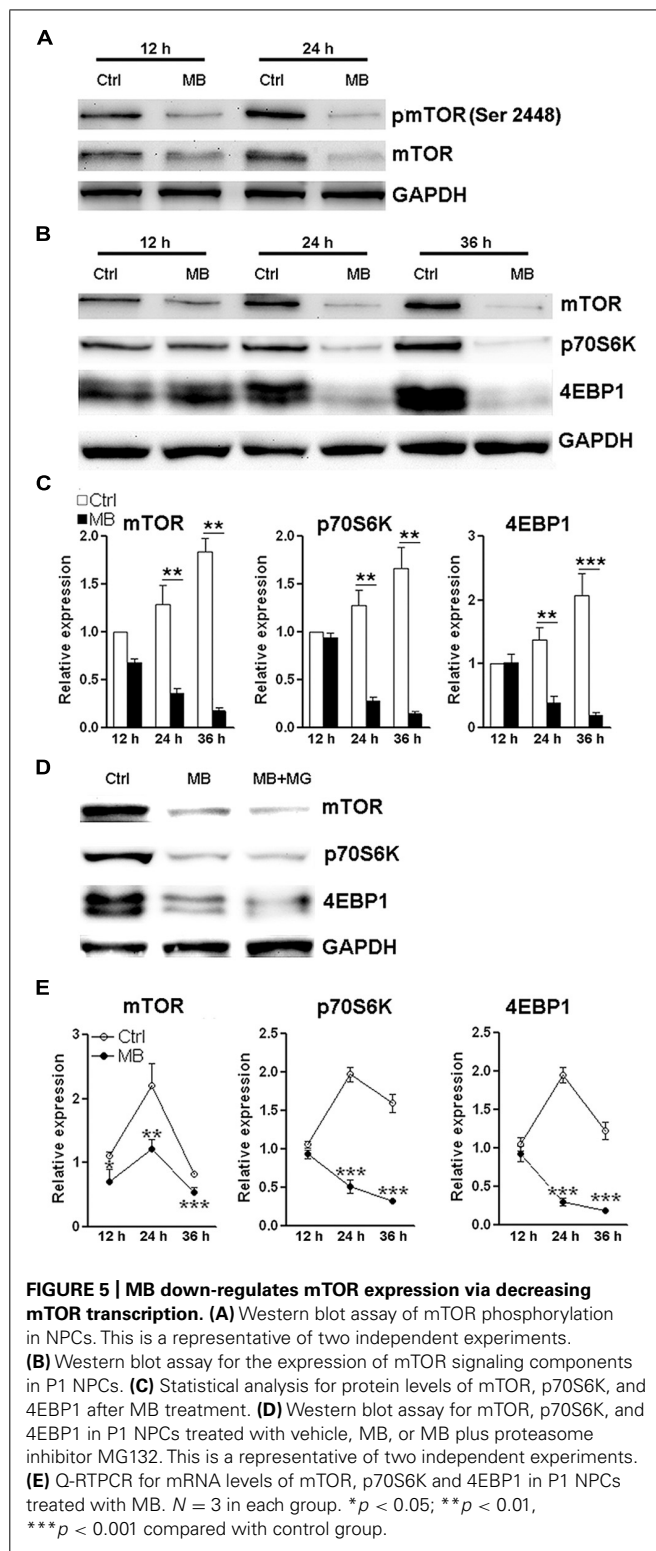 A
12 h 24 h
Ctrl MB Ctrl MB
pmTOR (Ser 2448)
mTOR
GAPDH
B
12 h 24 h 36 h
Ctrl MB Ctrl MB Ctrl MB
mTOR
p70S6K
4EBP1
GAPDH
C
Ctrl
MB
mTOR p70S6K 4EBP1
Relative expression
2.0
1.5
1.0
0.5
0.0
** **
12 h 24 h 36 h
Relative expression
2.0
1.5
1.0
0.5
0.0
** **
12 h 24 h 36 h
Relative expression
3
2
1
0
** ***
12 h 24 h 36 h
D
Ctrl MB MB+MG
mTOR
p70S6K
4EBP1
GAPDH
E
mTOR p70S6K 4EBP1
Ctrl
MB
Relative expression
3
2
1
0
* ** ***
12 h 24 h 36 h
Relative expression
2.5
2.0
1.5
1.0
0.5
0.0
*** ***
12 h 24 h 36 h
Relative expression
2.5
2.0
1.5
1.0
0.5
0.0
*** ***
12 h 24 h 36 h
FIGURE 5 | MB down-regulates mTOR expression via decreasing
mTOR transcription. (A) Western blot assay of mTOR phosphorylation
in NPCs. This is a representative of two independent experiments.
(B) Western blot assay for the expression of mTOR signaling components
in P1 NPCs. (C) Statistical analysis for protein levels of mTOR, p70S6K, and
4EBP1 after MB treatment. (D) Western blot assay for mTOR, p70S6K, and
4EBP1 in P1 NPCs treated with vehicle, MB, or MB plus proteasome
inhibitor MG132. This is a representative of two independent experiments.
(E) Q-RTPCR for mRNA levels of mTOR, p70S6K and 4EBP1 in P1 NPCs
treated with MB. N = 3 in each group. *p < 0.05; **p < 0.01,
***p < 0.001 compared with control group.